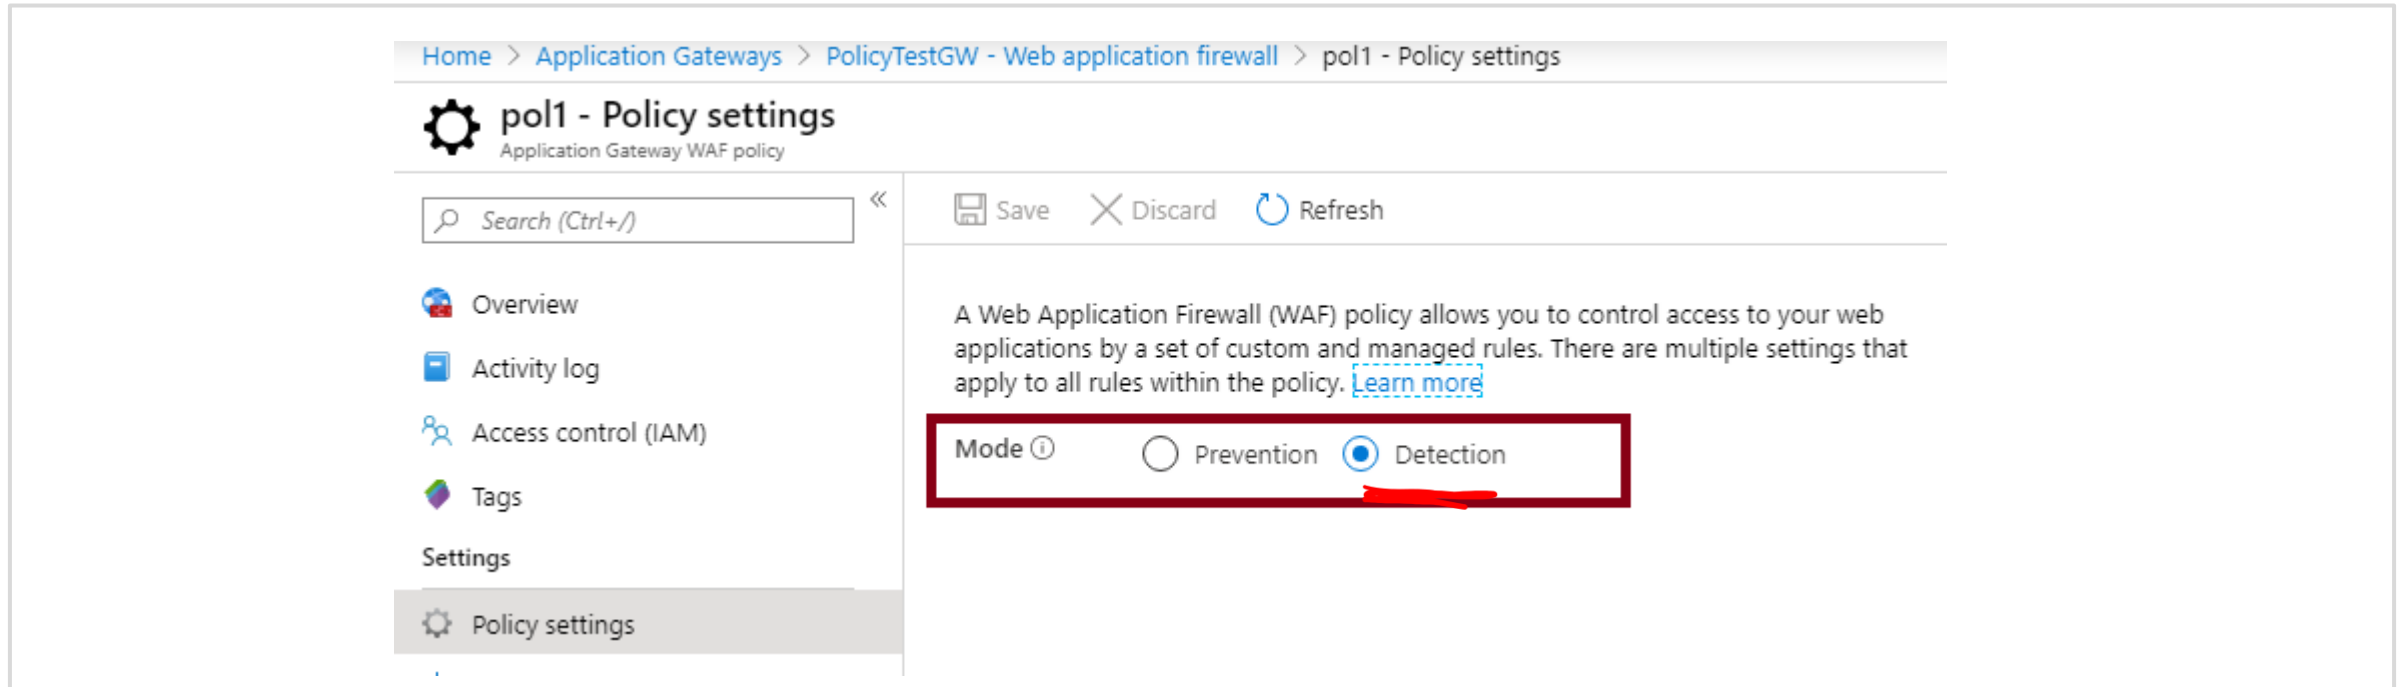 Home > Application Gateways > PolicyTestGW - Web application firewall > pol1 - Policy settings
pol1 - Policy settings
Application Gateway WAF policy
Search (Ctrl+/)
«
Save Discard Refresh
Overview
Activity log
Access control (IAM)
Tags
Settings
Policy settings
A Web Application Firewall (WAF) policy allows you to control access to your web
applications by a set of custom and managed rules. There are multiple settings that
apply to all rules within the policy. Learn more
Mode Prevention Detection